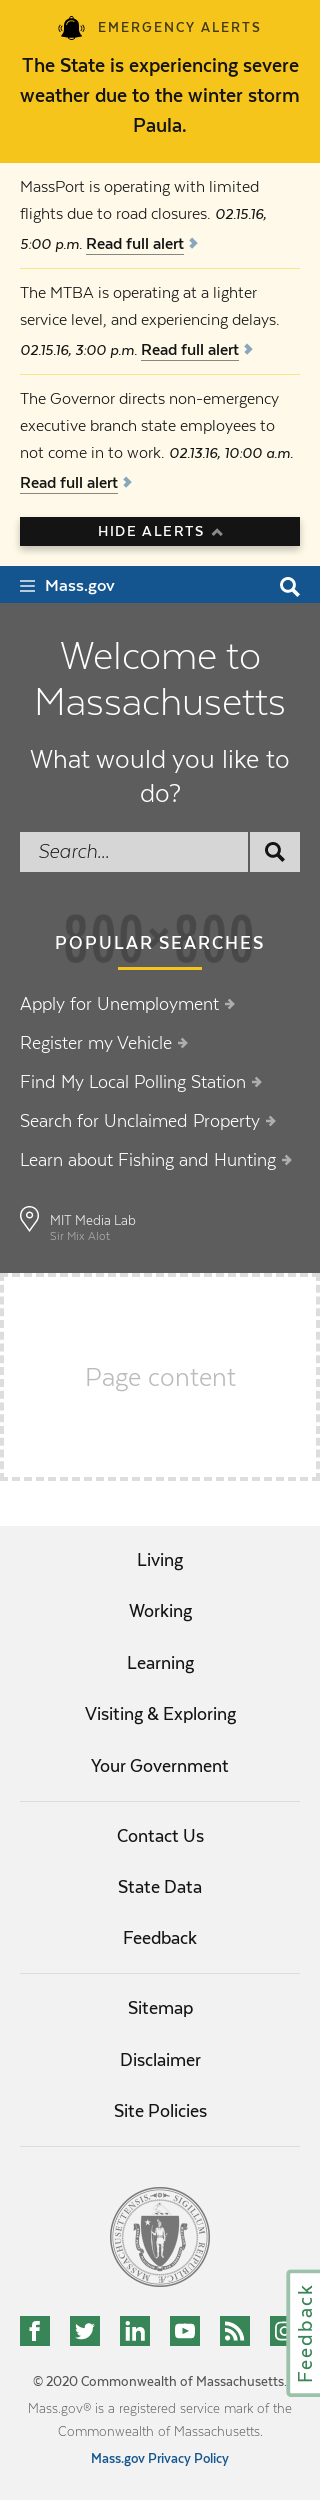 EMERGENCY ALERTS
The State is experiencing severe
weather due to the winter storm
Paula.
MassPort is operating with limited
flights due to road closures. 02.15.16,
5:00 p.m. Read full alert
The MTBA is operating at a lighter
service level, and experiencing delays.
02.15.16, 3:00 p.m. Read full alert
The Governor directs non-emergency
executive branch state employees to
not come in to work. 02.13.16, 10:00 a.m.
Read full alert
HIDE ALERTS
Mass.gov
Welcome to
Massachusetts
What would you like to
do?
Search...
800×800
POPULAR SEARCHES
Apply for Unemployment
Register my Vehicle
Find My Local Polling Station
Search for Unclaimed Property
Learn about Fishing and Hunting
MIT Media Lab
Sir Mix Alot
Page content
Living
Working
Learning
Visiting & Exploring
Your Government
Contact Us
State Data
Feedback
Sitemap
Disclaimer
Site Policies
Feedback
© 2020 Commonwealth of Massachusetts.
Mass.gov® is a registered service mark of the
Commonwealth of Massachusetts.
Mass.gov Privacy Policy